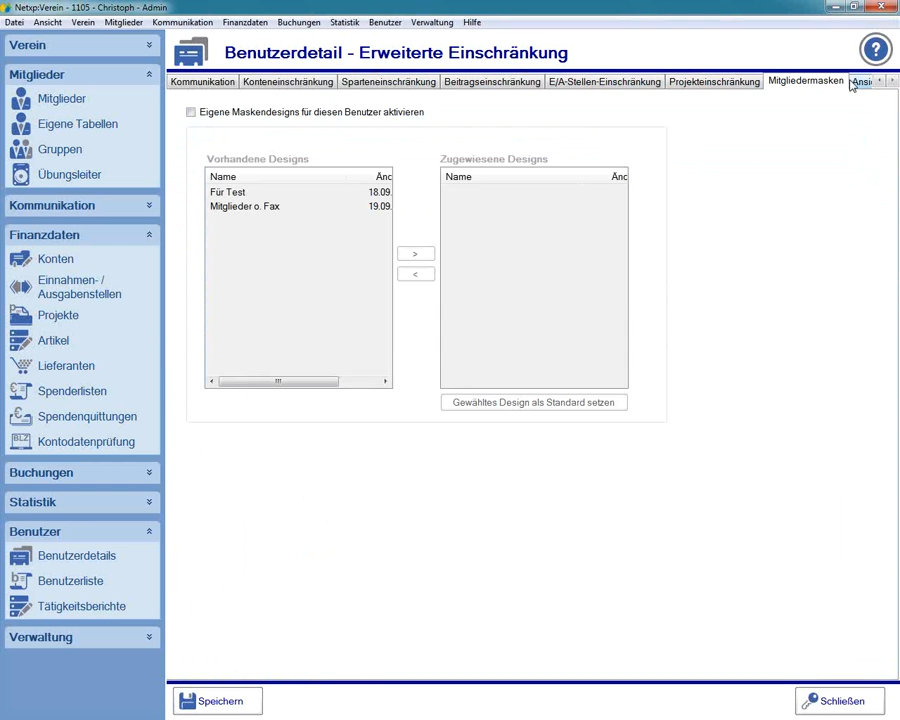 Netxp:Verein - 1105 - Christoph - Admin
Datei Ansicht Verein Mitglieder Kommunikation Finanzdaten Buchungen Statistik Benutzer Verwaltung Hilfe
Verein
Mitglieder
Mitglieder
Eigene Tabellen
Gruppen
Übungsleiter
Kommunikation
Finanzdaten
Konten
Einnahmen- /
Ausgabenstellen
Projekte
Artikel
Lieferanten
Spenderlisten
Spendenquittungen
BLZ
Kontodatenprüfung
Buchungen
Statistik
Benutzer
Benutzerdetails
Benutzerliste
Tätigkeitsberichte
Verwaltung
Benutzerdetail - Erweiterte Einschränkung
?
Kommunikation Konteneinschränkung Sparteneinschränkung Beitragseinschränkung E/A-Stellen-Einschränkung Projekteinschränkung Mitgliedermasken Ansi
Eigene Maskendesigns für diesen Benutzer aktivieren
Vorhandene Designs
Name Änd
Für Test 18.09.
Mitglieder o. Fax 19.09.
>
<
Zugewiesene Designs
Name Änd
Gewähltes Design als Standard setzen
Speichern
Schließen